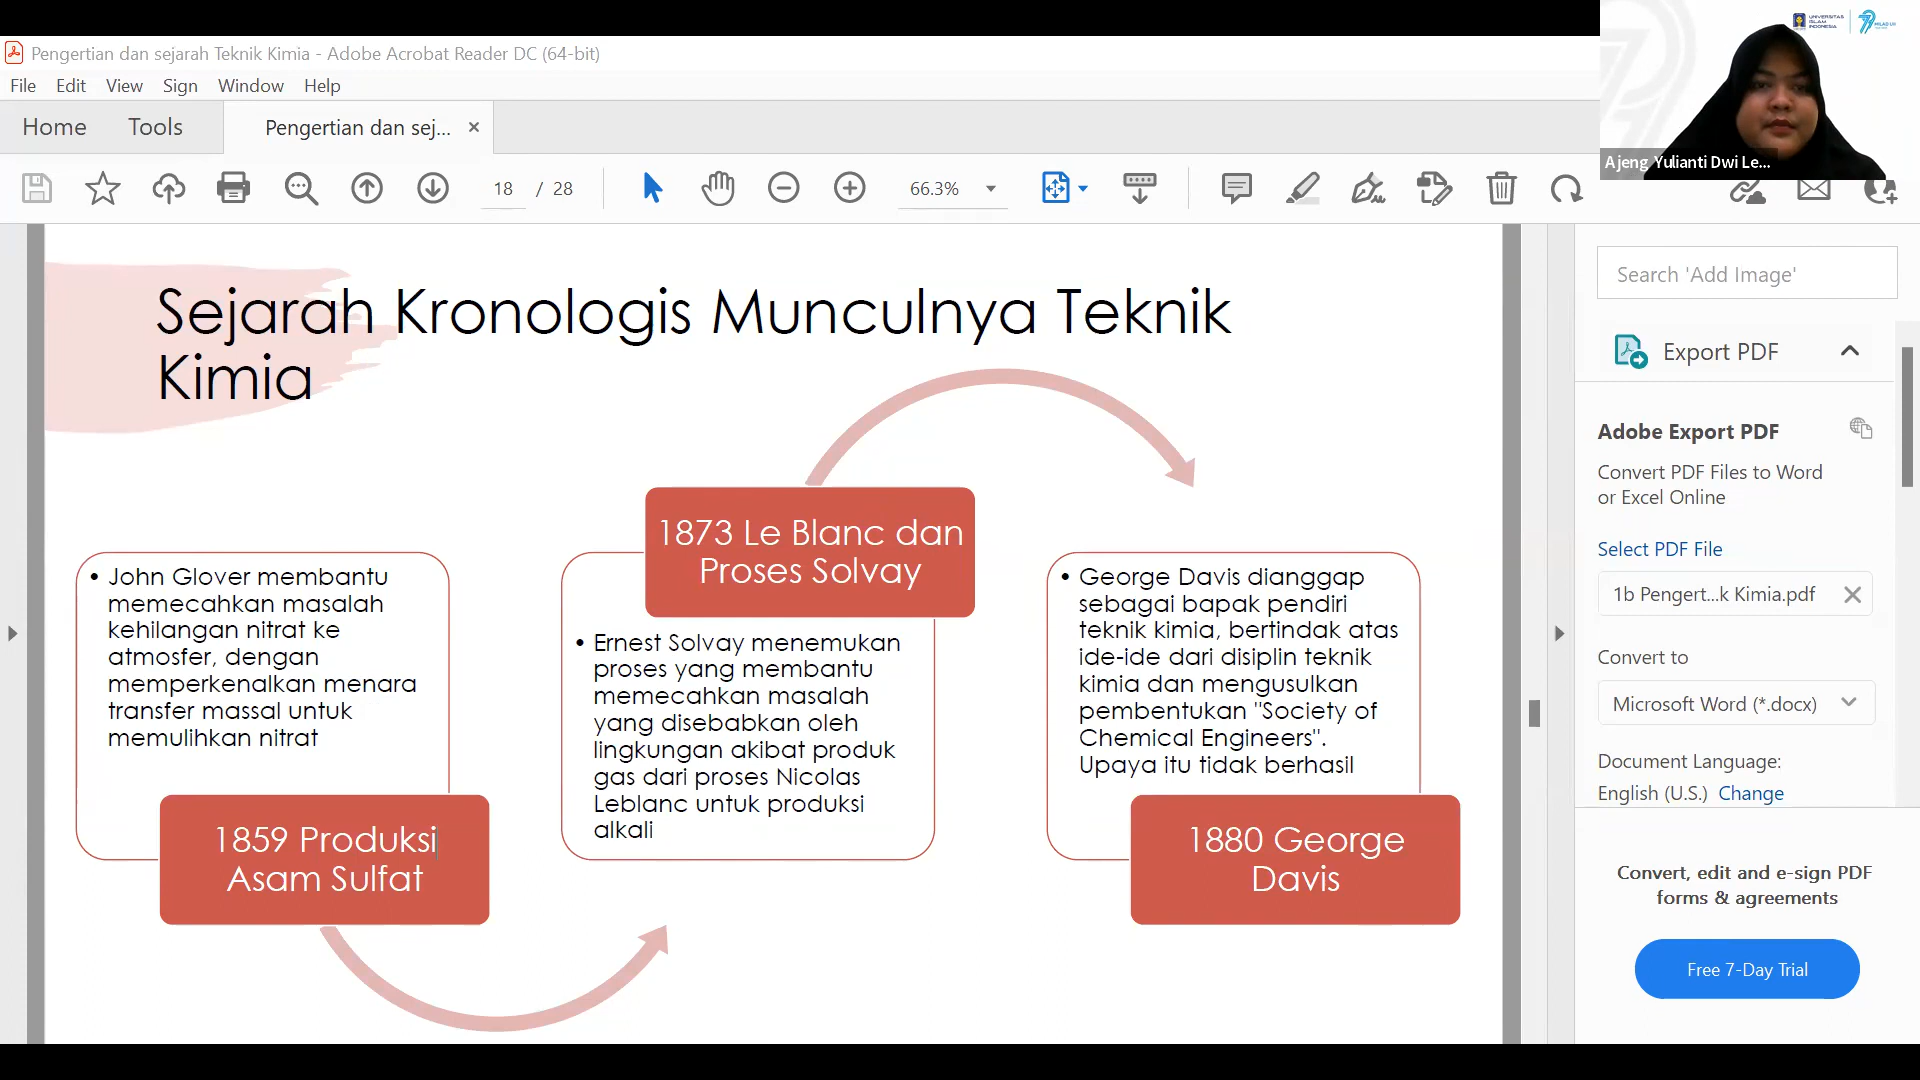 UNIVERSITAS
ISLAM
INDONESIA
Pengertian dan sejarah Teknik Kimia - Adobe Acrobat Reader DC (64-bit)
File Edit View Sign Window Help
Home Tools Pengertian dan sej... ×
18 / 28 66.3%
Ajeng Yulianti Dwi Le...
Sejarah Kronologis Munculnya Teknik
Kimia
• John Glover membantu
memecahkan masalah
kehilangan nitrat ke
atmosfer, dengan
memperkenalkan menara
transfer massal untuk
memulihkan nitrat
1859 Produksi
Asam Sulfat
1873 Le Blanc dan
Proses Solvay
• Ernest Solvay menemukan
proses yang membantu
memecahkan masalah
yang disebabkan oleh
lingkungan akibat produk
gas dari proses Nicolas
Leblanc untuk produksi
alkali
• George Davis dianggap
sebagai bapak pendiri
teknik kimia, bertindak atas
ide-ide dari disiplin teknik
kimia dan mengusulkan
pembentukan "Society of
Chemical Engineers".
Upaya itu tidak berhasil
1880 George
Davis
Search 'Add Image'
Export PDF
Adobe Export PDF
Convert PDF Files to Word
or Excel Online
Select PDF File
1b Pengert...k Kimia.pdf
Convert to
Microsoft Word (*.docx)
Document Language:
English (U.S.) Change
Convert, edit and e-sign PDF
forms & agreements
Free 7-Day Trial